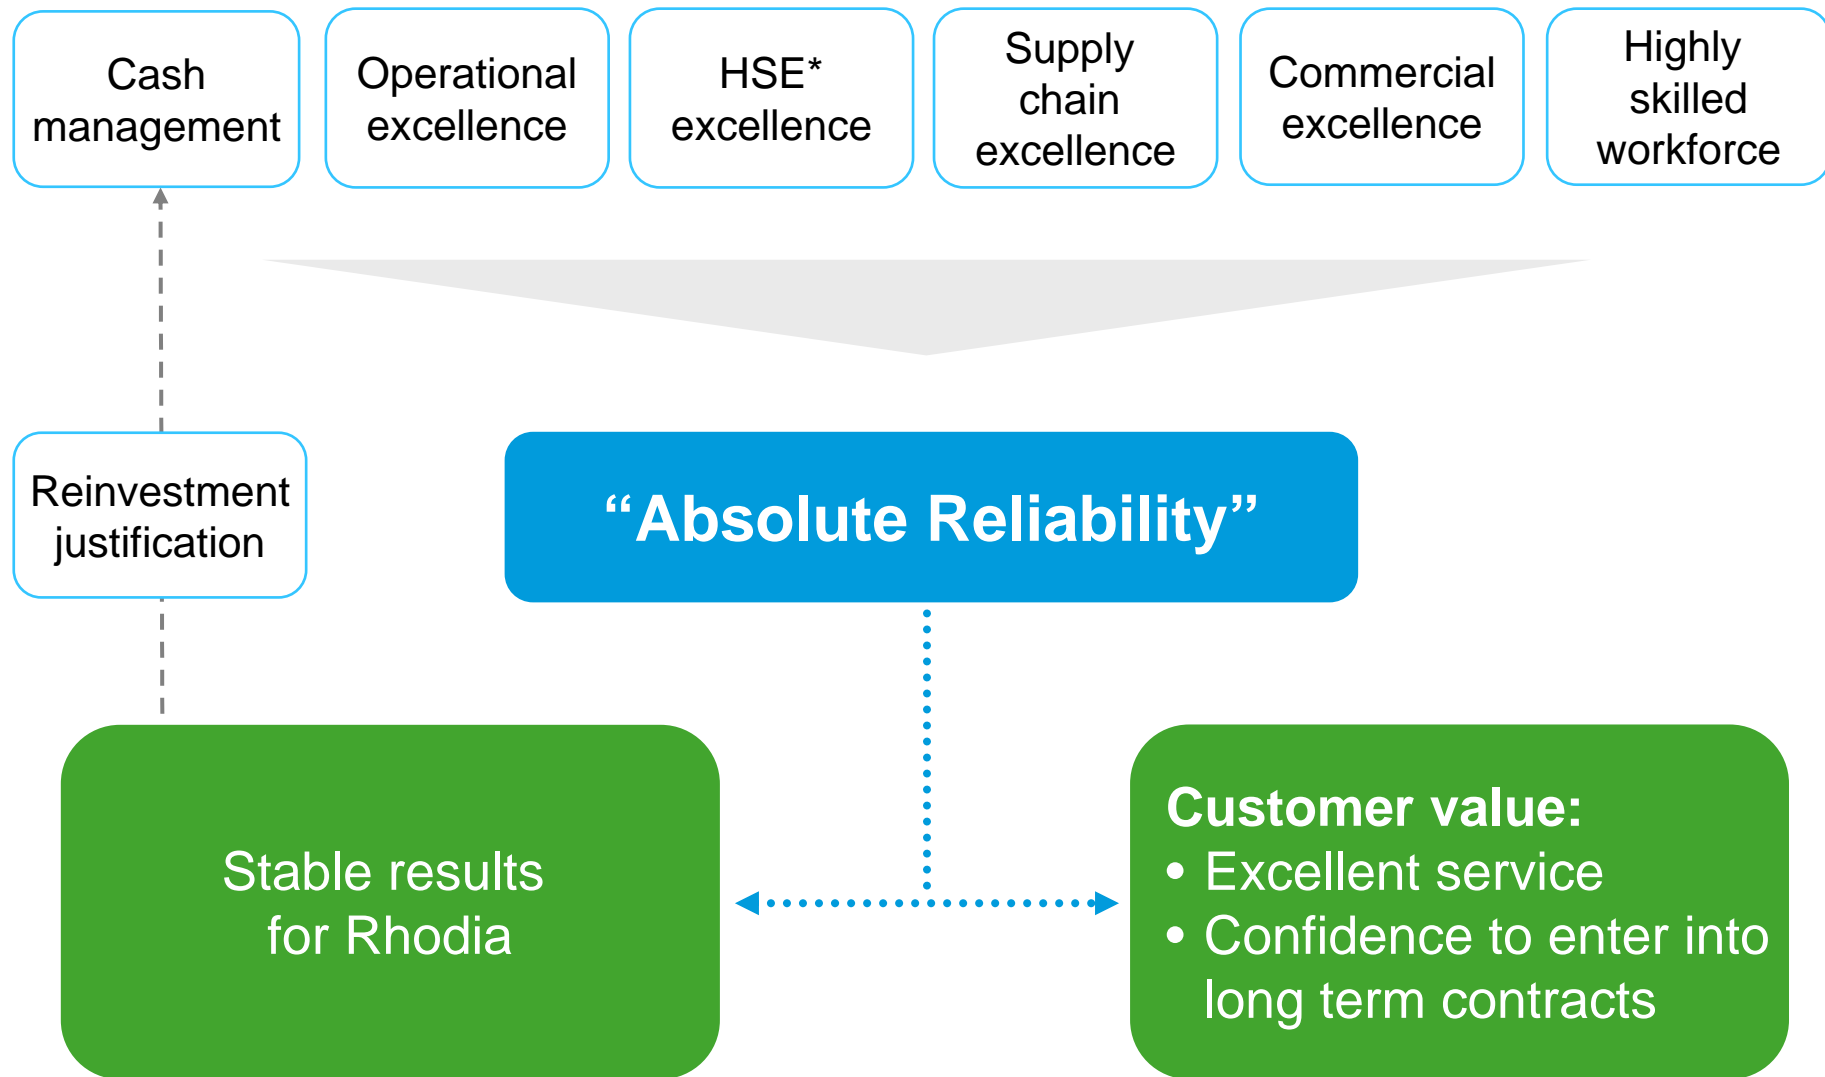 Cash
management
Operational
excellence
HSE*
excellence
Supply
chain
excellence
Commercial
excellence
Highly
skilled
workforce
Reinvestment
justification
“Absolute Reliability”
Stable results
for Rhodia
Customer value:
• Excellent service
• Confidence to enter into
long term contracts